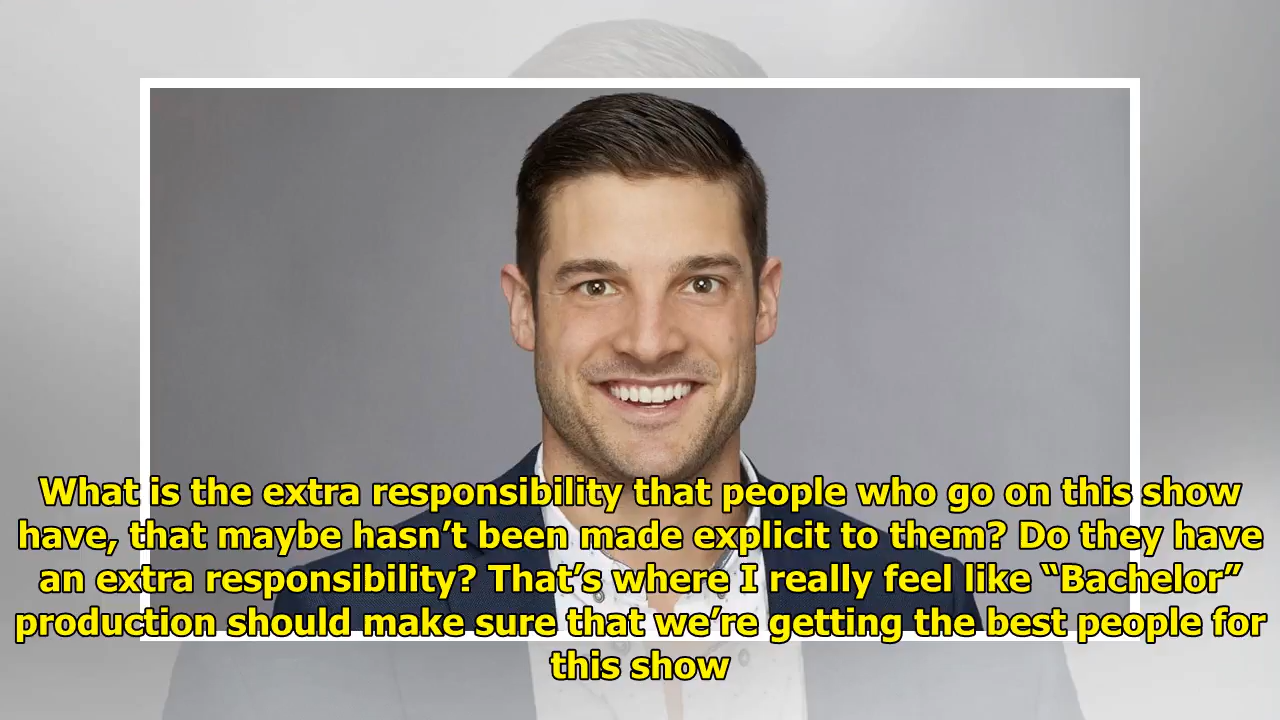 What is the extra responsibility that people who go on this show
have, that maybe hasn’t been made explicit to them? Do they have
an extra responsibility? That’s where I really feel like “Bachelor”
production should make sure that we’re getting the best people for
this show